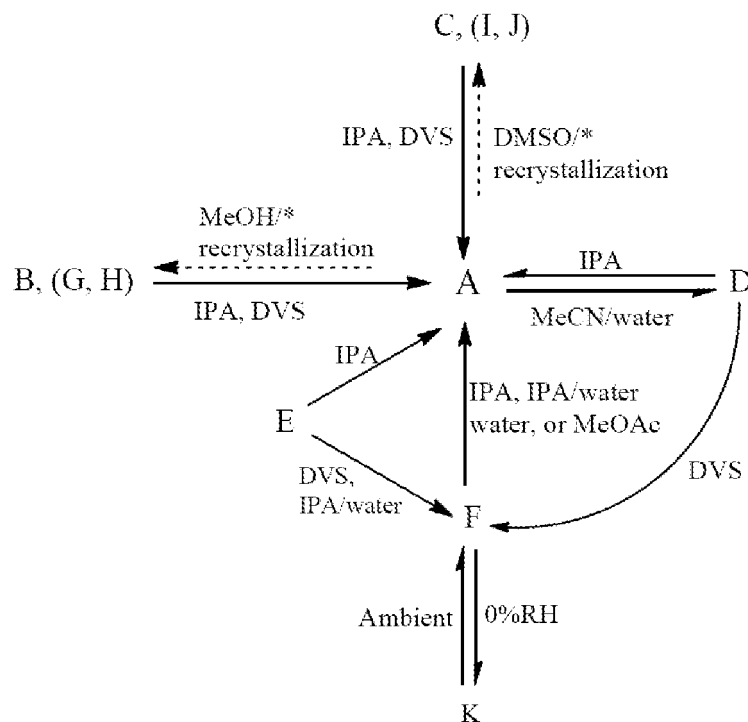 C, (I, J)
IPA, DVS
DMSO/*
recrystallization
MeOH/*
recrystallization
B, (G, H)
IPA, DVS
A
IPA
MeCN/water
D
IPA
IPA, IPA/water
water, or MeOAc
E
DVS,
IPA/water
DVS
F
Ambient
0%RH
K